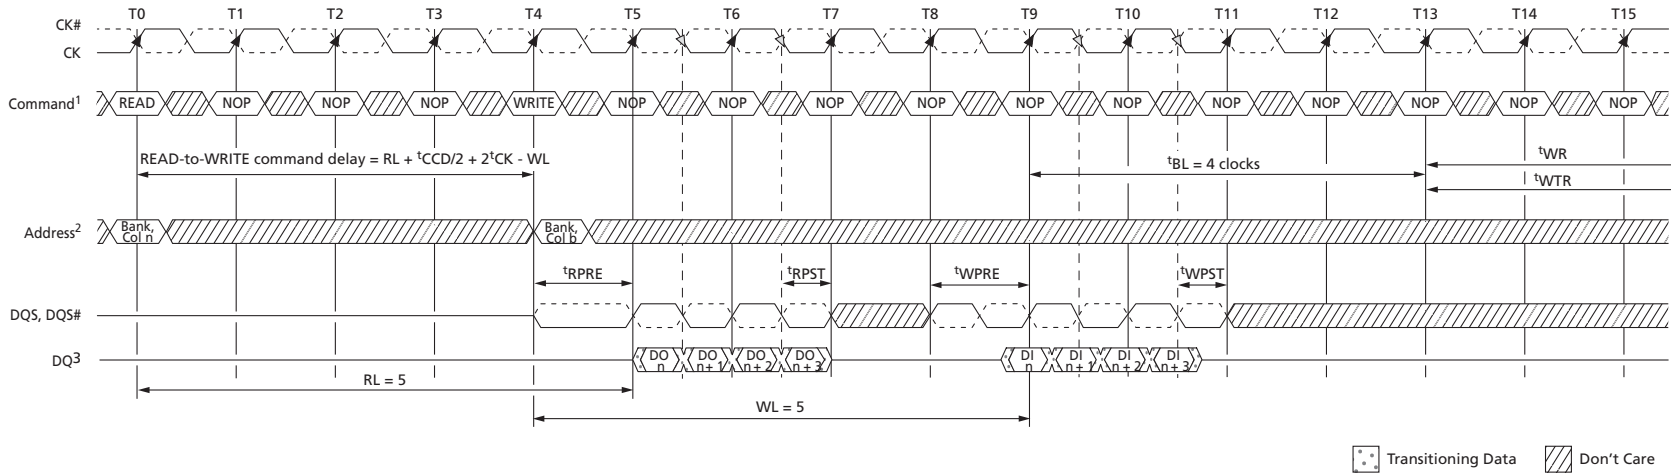 T0 T1 T2 T3 T4 T5 T6 T7 T8 T9 T10 T11 T12 T13 T14 T15
CK#
CK
Command1 READ NOP NOP NOP WRITE NOP NOP NOP NOP NOP NOP NOP NOP NOP NOP NOP
READ-to-WRITE command delay = RL + tCCD/2 + 2tCK - WL
tBL = 4 clocks
tWR
tWTR
Address2 Bank, Col n Bank, Col b
tRPRE tRPST tWPRE tWPST
DQS, DQS#
DQ3 DO n DO n + 1 DO n + 2 DO n + 3 DI n DI n + 1 DI n + 2 DI n + 3
RL = 5
WL = 5
Transitioning Data Don't Care